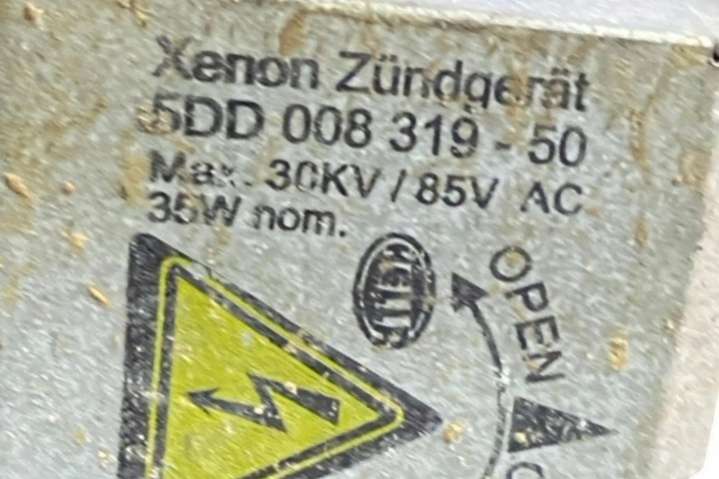 Xenon Zündgerät
5DD 008 319 - 50
Max. 30KV / 85V AC
35W nom.
HELLA
OPEN